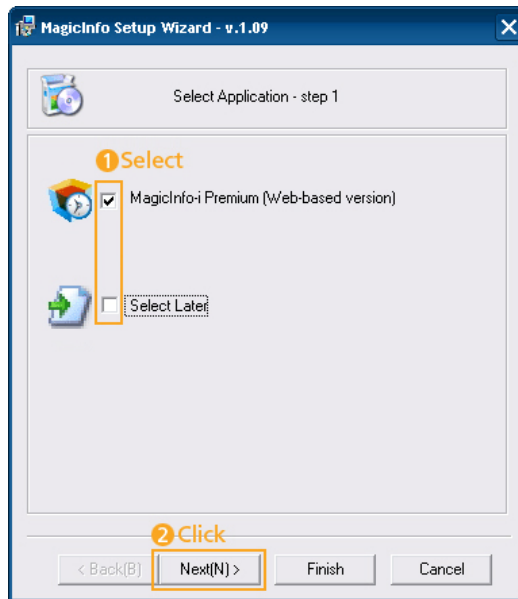 MagicInfo Setup Wizard - v.1.09
Select Application - step 1
1 Select
MagicInfo-i Premium (Web-based version)
Select Later
2 Click
< Back(B) Next(N) > Finish Cancel